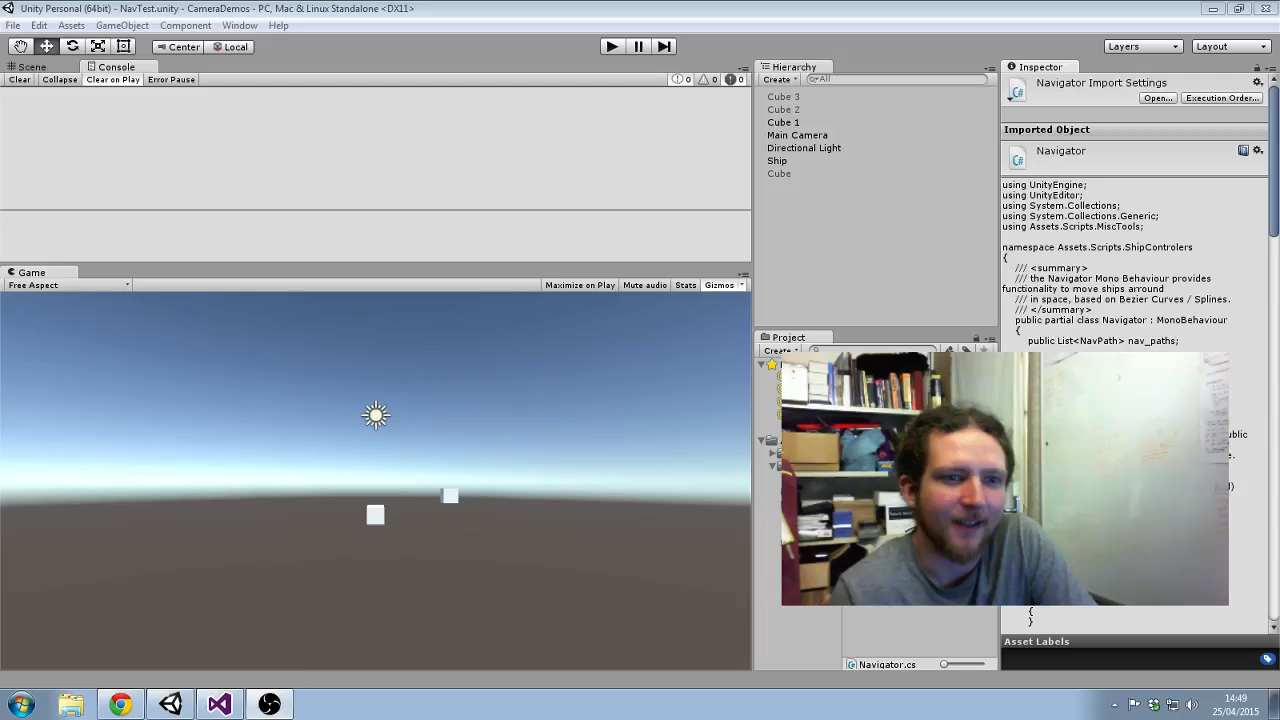 Unity Personal (64bit) - NavTest.unity - CameraDemos - PC, Mac & Linux Standalone <DX11>
File Edit Assets GameObject Component Window Help
Center Local Layers Layout
Scene Console
Clear Collapse Clear on Play Error Pause 0 0 0
Game
Free Aspect Maximize on Play Mute audio Stats Gizmos
Hierarchy
Create All
Cube 3
Cube 2
Cube 1
Main Camera
Directional Light
Ship
Cube
Project
Create
Navigator.cs
Inspector
Navigator Import Settings
Open... Execution Order...
Imported Object
Navigator
using UnityEngine;
using UnityEditor;
using System.Collections;
using System.Collections.Generic;
using Assets.Scripts.MiscTools;
namespace Assets.Scripts.ShipControlers
{
/// <summary>
/// the Navigator Mono Behaviour provides
functionality to move ships arround
/// in space, based on Bezier Curves / Splines.
/// </summary>
public partial class Navigator : MonoBehaviour
{
public List<NavPath> nav_paths;
{
}
Asset Labels
14:49
25/04/2015